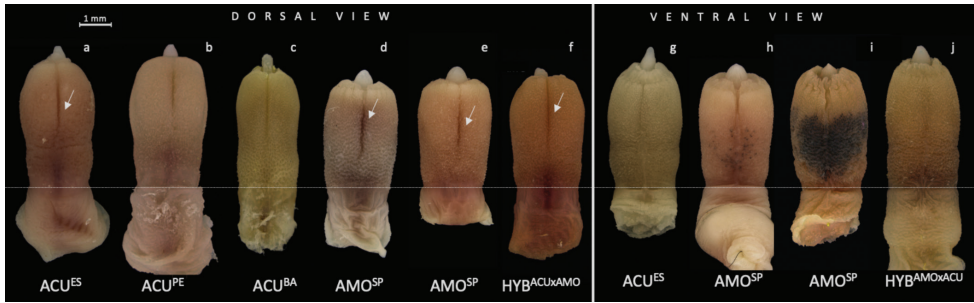 1 mm
DORSAL VIEW
VENTRAL VIEW
a b c d e f g h i j
ACU^ES ACU^PE ACU^BA AMO^SP AMO^SP HYB^ACUxAMO ACU^ES AMO^SP AMO^SP HYB^AMOxACU